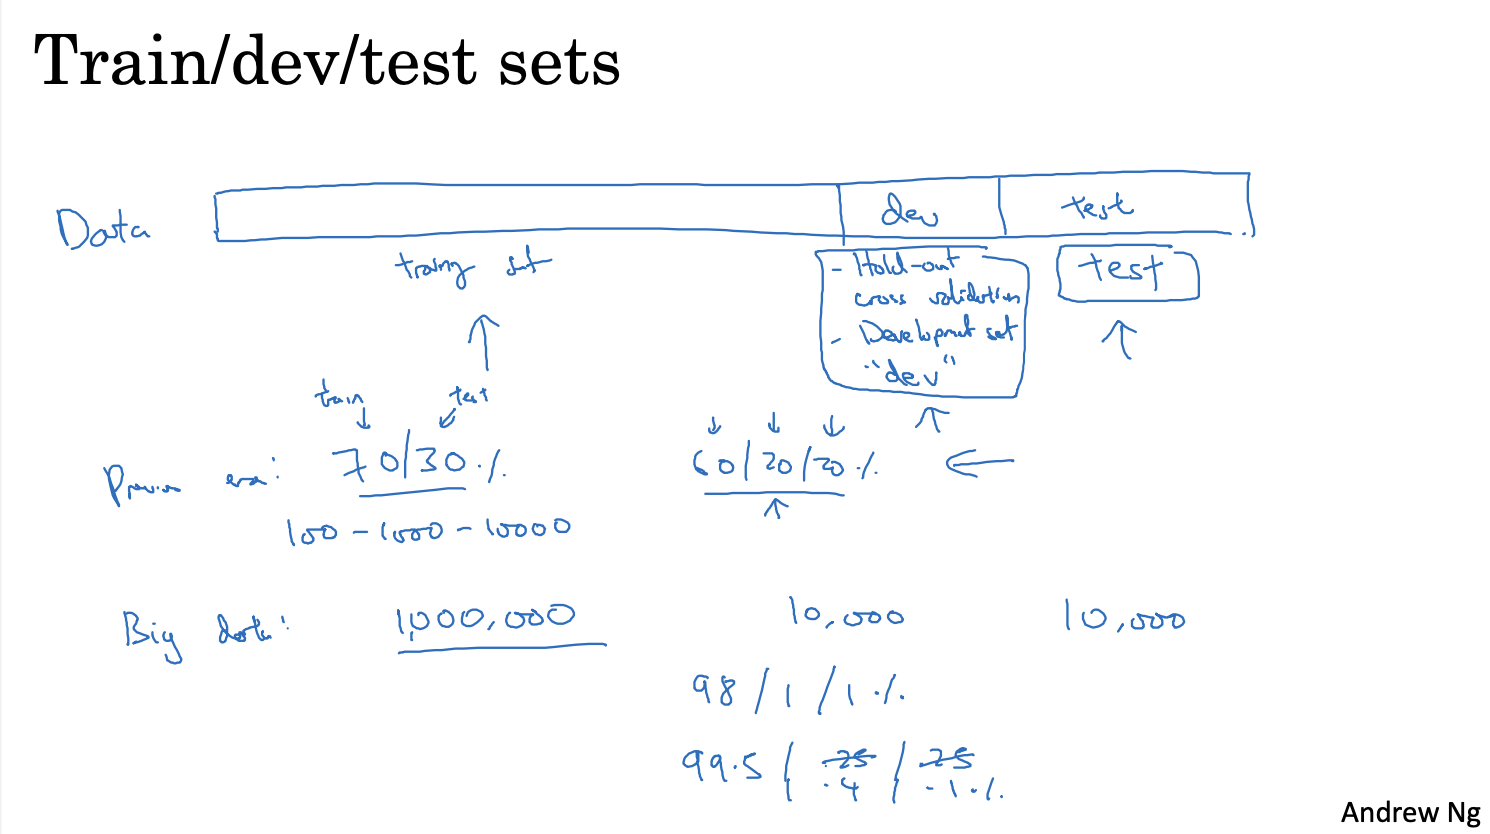 Train/dev/test sets
Data
dev
test
training set
- Hold-out
cross validation
- Development set
"dev"
test
train
test
Previous era:
70/30 %
60/20/20 %
100 - 1000 - 10000
Big data:
1,000,000
10,000
10,000
98 / 1 / 1 %
99.5 / .25 / .25
.4
.1 %
Andrew Ng